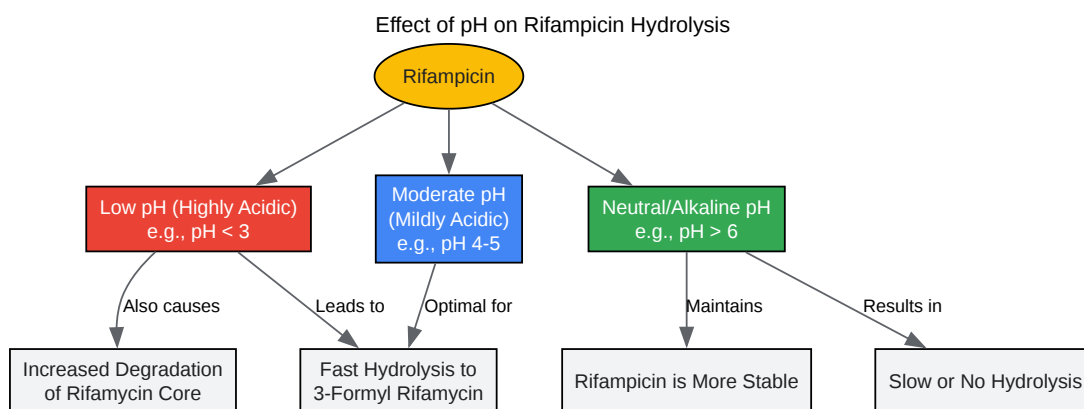 Effect of pH on Rifampicin Hydrolysis
Rifampicin
Low pH (Highly Acidic)
e.g., pH < 3
Moderate pH
(Mildly Acidic)
e.g., pH 4-5
Neutral/Alkaline pH
e.g., pH > 6
Also causes
Leads to
Optimal for
Maintains
Results in
Increased Degradation
of Rifamycin Core
Fast Hydrolysis to
3-Formyl Rifamycin
Rifampicin is More Stable
Slow or No Hydrolysis